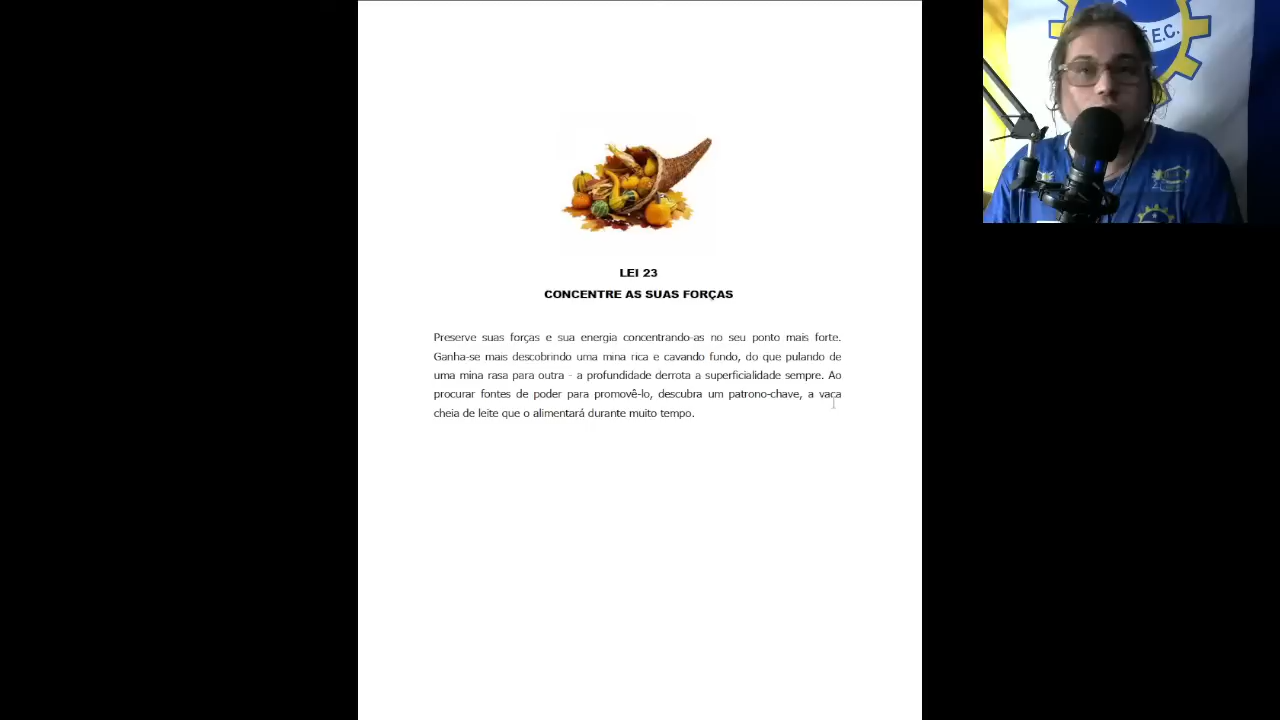 É E.C.
LEI 23
CONCENTRE AS SUAS FORÇAS
Preserve suas forças e sua energia concentrando-as no seu ponto mais forte.
Ganha-se mais descobrindo uma mina rica e cavando fundo, do que pulando de
uma mina rasa para outra - a profundidade derrota a superficialidade sempre. Ao
procurar fontes de poder para promovê-lo, descubra um patrono-chave, a vaca
cheia de leite que o alimentará durante muito tempo.